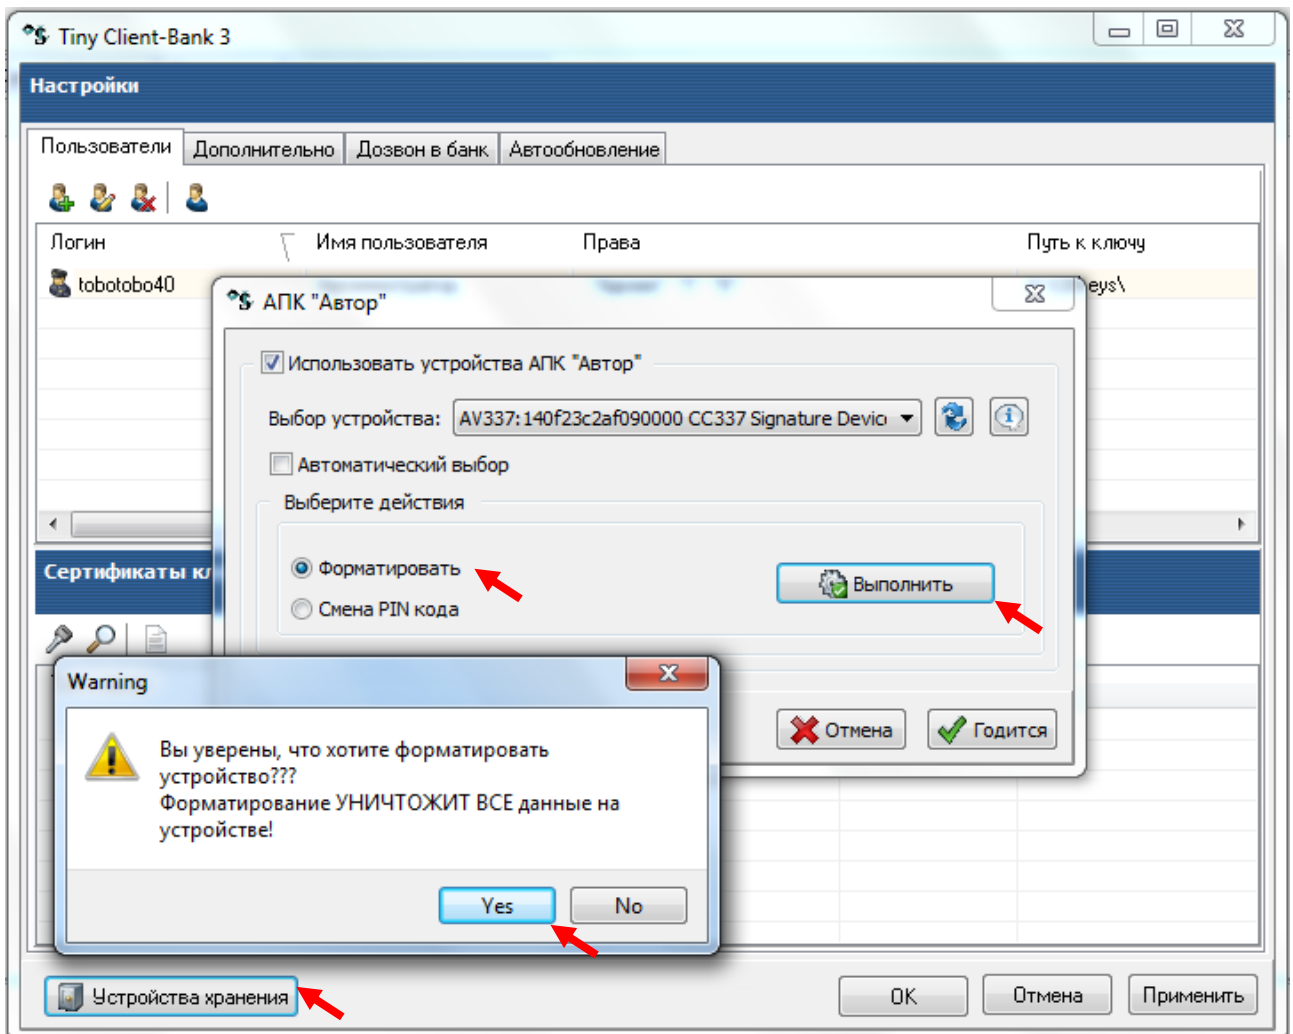 Tiny Client-Bank 3
Настройки
Пользователи Дополнительно Дозвон в банк Автообновление
Логин Имя пользователя Права Путь к ключу
tobotobo40 eys\
АПК "Автор"
Использовать устройства АПК "Автор"
Выбор устройства: AV337:140f23c2af090000 CC337 Signature Devic
Автоматический выбор
Выберите действия
Форматировать
Выполнить
Смена PIN кода
Сертификаты кл
Отмена Годится
Warning
Вы уверены, что хотите форматировать
устройство???
Форматирование УНИЧТОЖИТ ВСЕ данные на
устройстве!
Yes No
Устройства хранения OK Отмена Применить